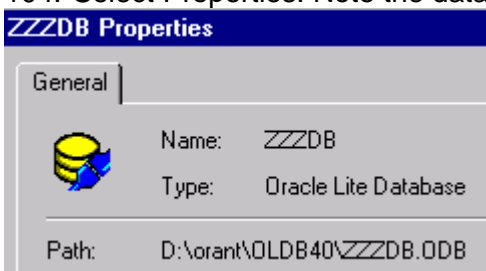 ZZZDB Properties
General
Name: ZZZDB
Type: Oracle Lite Database
Path: D:\orant\OLDB40\ZZZDB.ODB